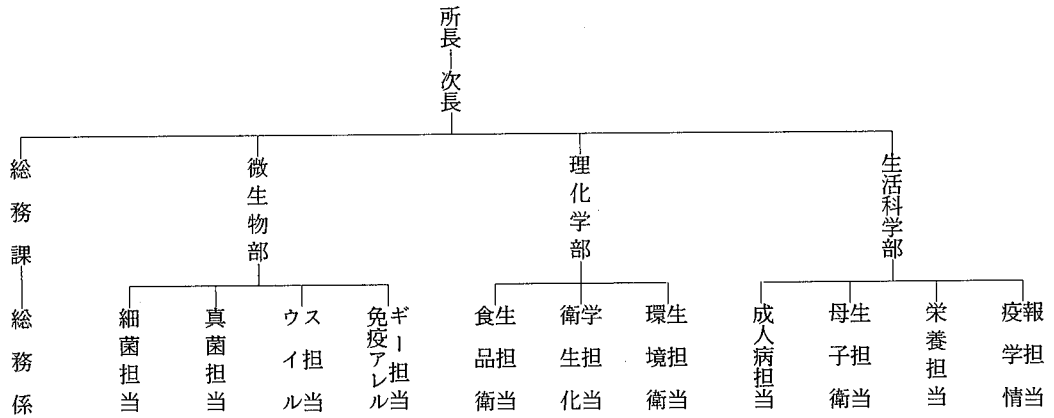 所長
次長
総務課
総務係
微生物部
細菌担当
真菌担当
ウイル
ス担当
免疫アレル
ギー担当
理化学部
食品衛
生担当
衛生化
学担当
環境衛
生担当
生活科学部
成人病担当
母子衛
生担当
栄養担当
疫学情
報担当